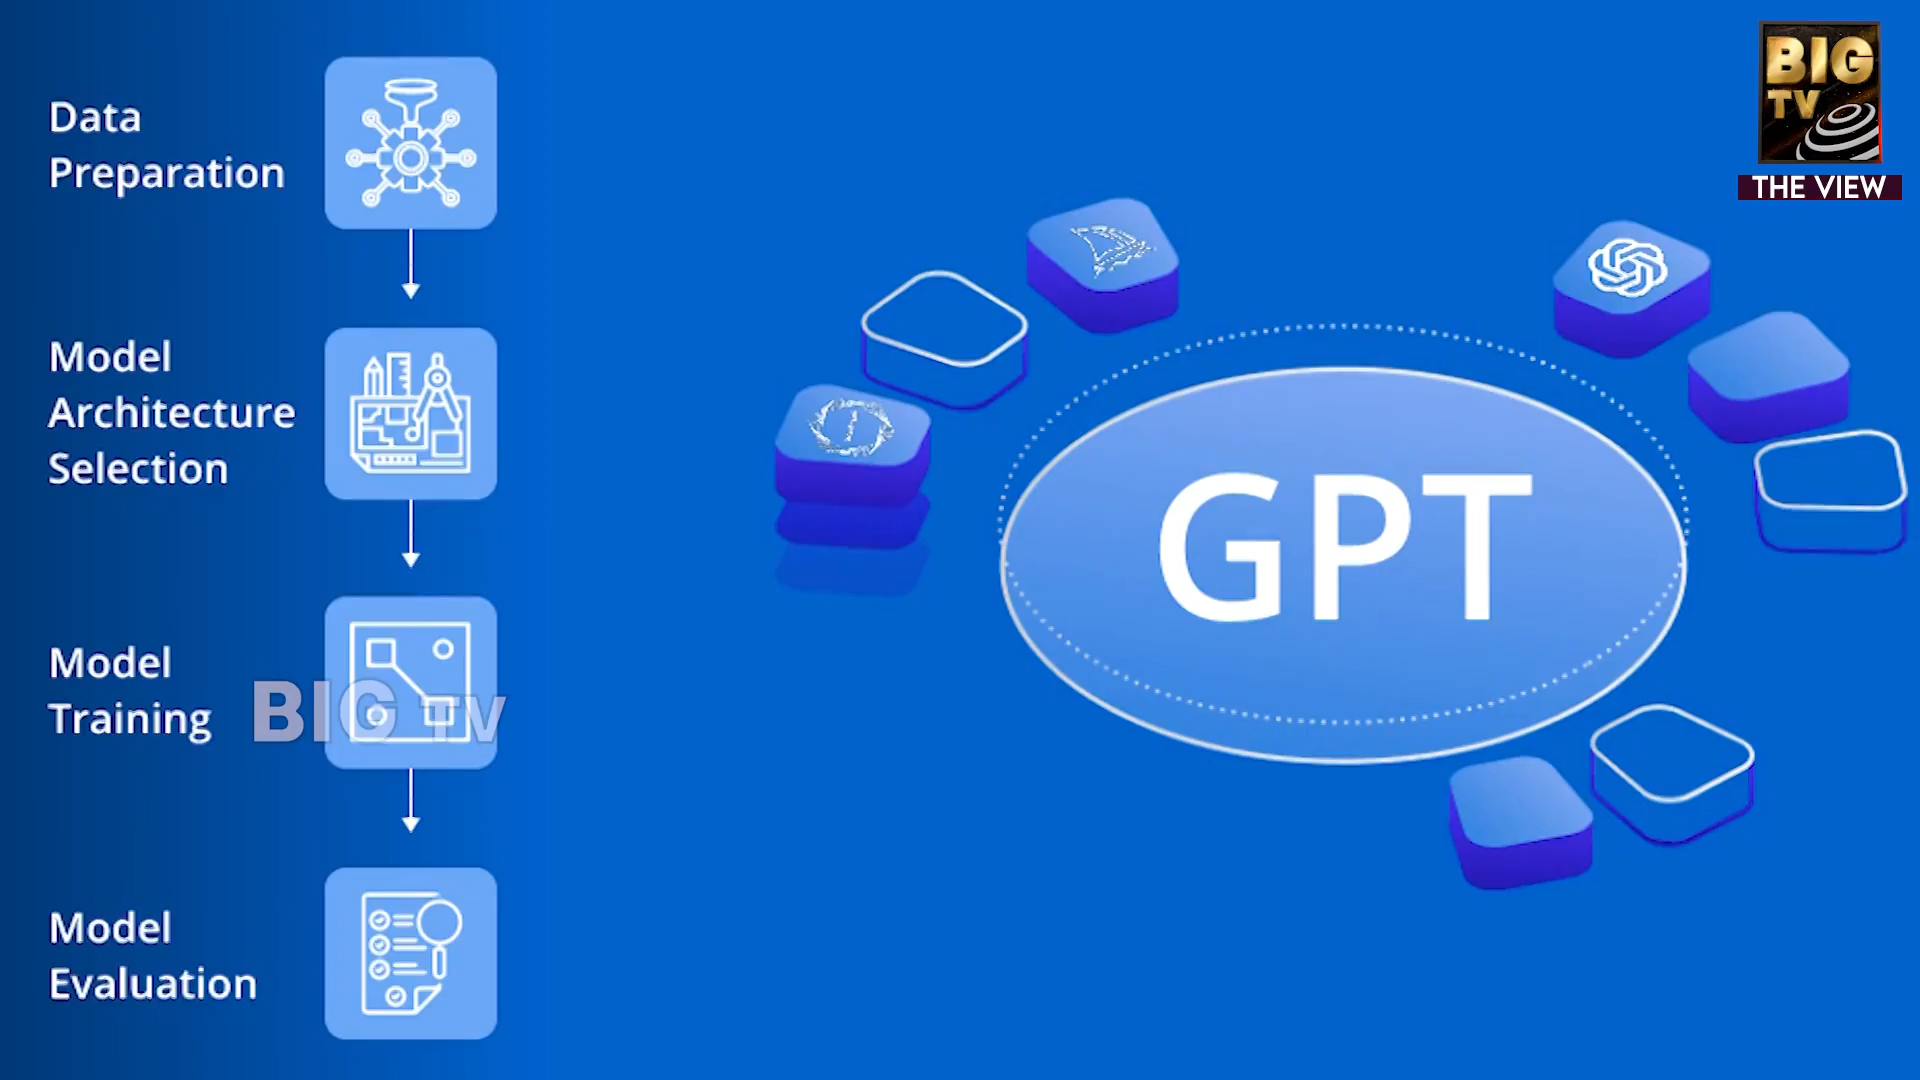 Data
Preparation
Model
Architecture
Selection
Model
Training
Model
Evaluation
BIG TV
GPT
BIG
TV
THE VIEW